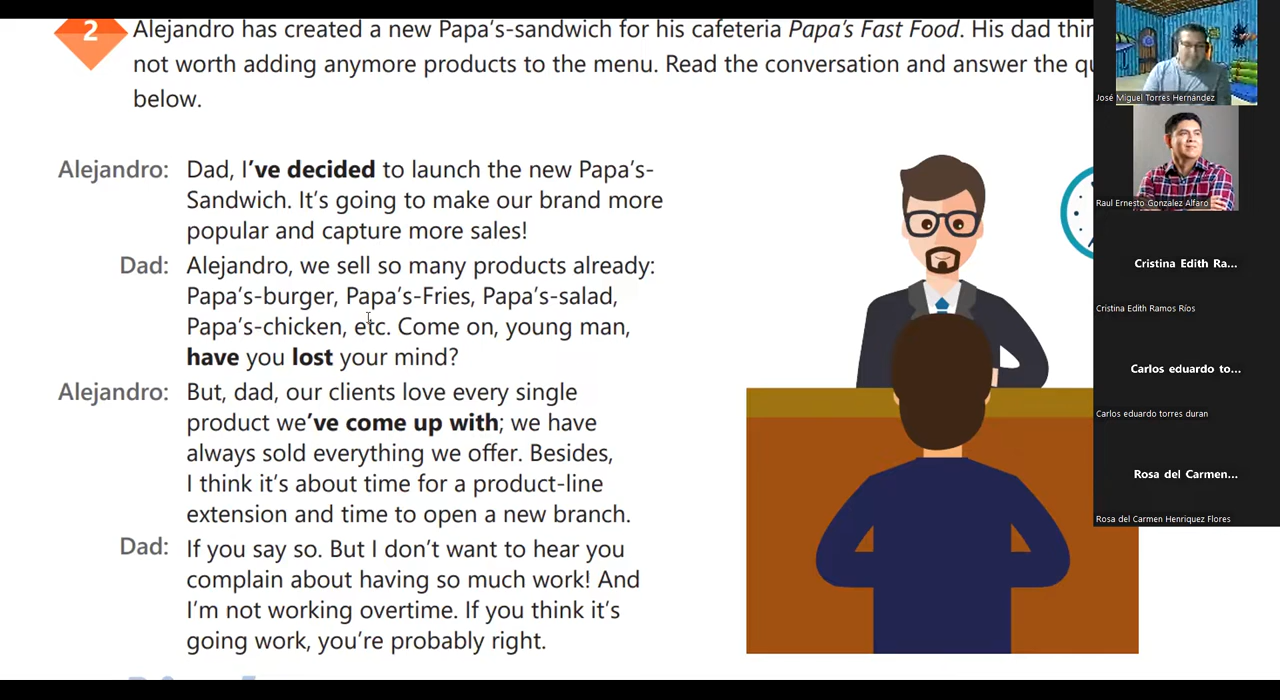 2
Alejandro has created a new Papa's-sandwich for his cafeteria Papa's Fast Food. His dad
not worth adding anymore products to the menu. Read the conversation and answer the
below.
Alejandro: Dad, I've decided to launch the new Papa's-
Sandwich. It's going to make our brand more
popular and capture more sales!
Dad: Alejandro, we sell so many products already:
Papa's-burger, Papa's-Fries, Papa's-salad,
Papa's-chicken, etc. Come on, young man,
have you lost your mind?
Alejandro: But, dad, our clients love every single
product we've come up with; we have
always sold everything we offer. Besides,
I think it's about time for a product-line
extension and time to open a new branch.
Dad: If you say so. But I don't want to hear you
complain about having so much work! And
I'm not working overtime. If you think it's
going work, you're probably right.
José Miguel Torres Hernández
Raul Ernesto Gonzalez Alfaro
Cristina Edith Ra...
Cristina Edith Ramos Ríos
Carlos eduardo to...
Carlos eduardo torres duran
Rosa del Carmen...
Rosa del Carmen Henriquez Flores